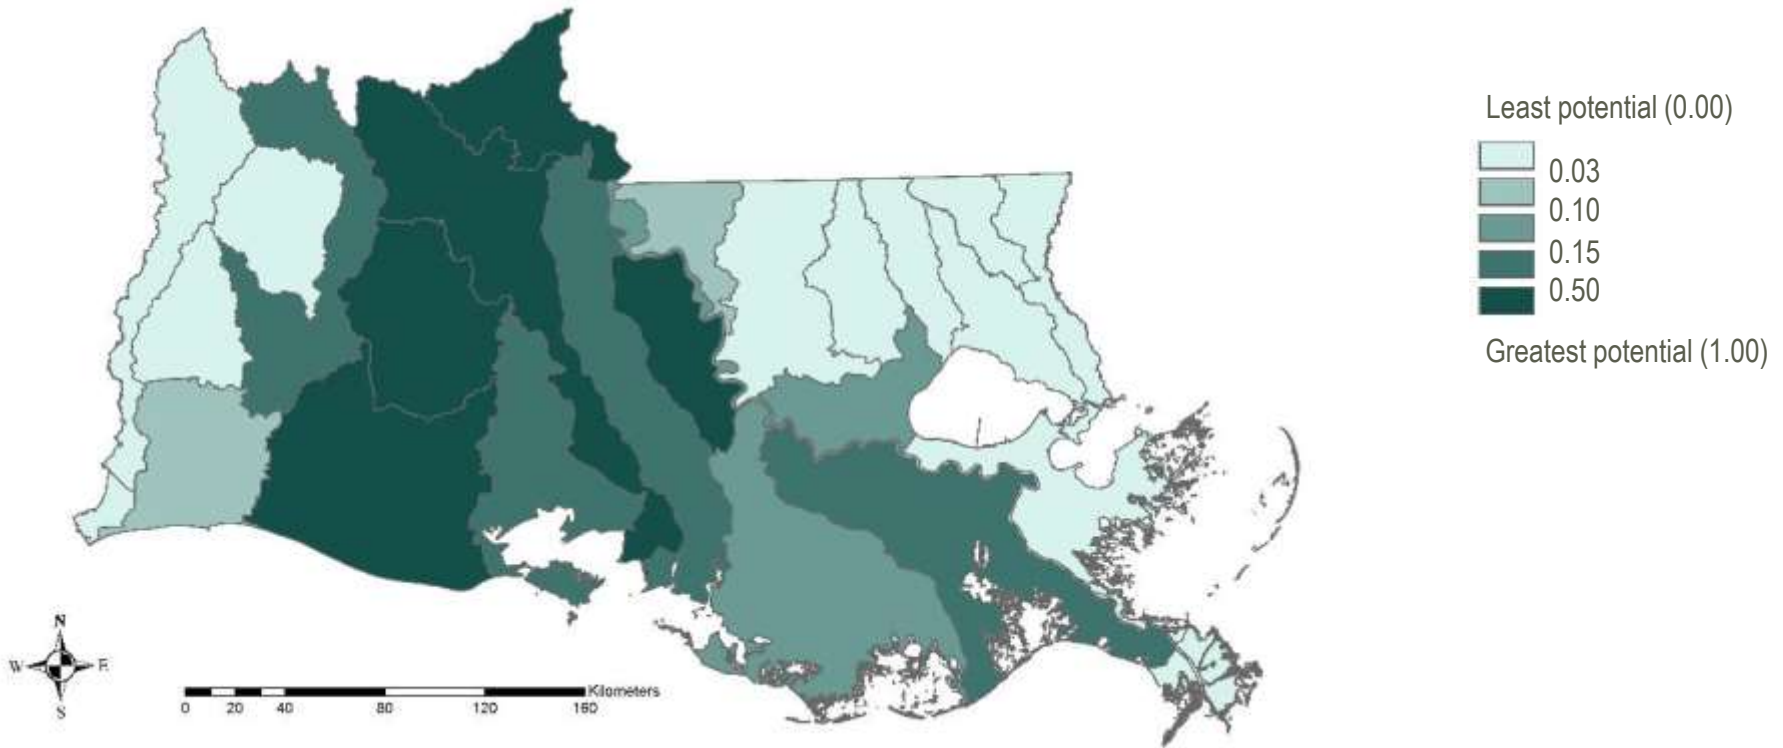 Least potential (0.00)
0.03
0.10
0.15
0.50
Greatest potential (1.00)
N
W E
S
Kilometers
0 20 40 80 120 160